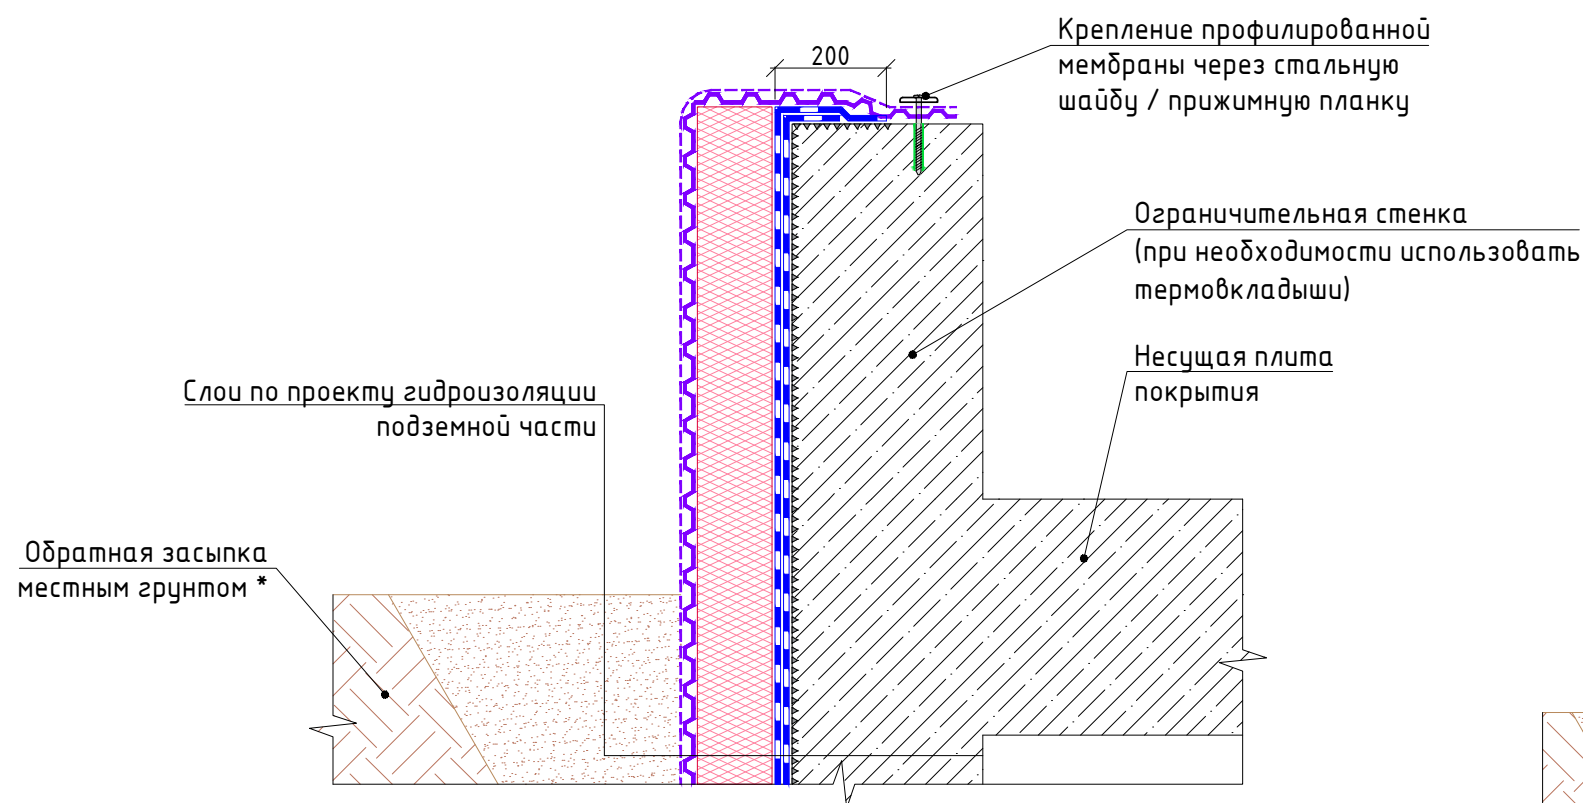 Крепление профилированной
мембраны через стальную
шайбу / прижимную планку
200
Ограничительная стенка
(при необходимости использовать
термовкладыши)
Несущая плита
покрытия
Слои по проекту гидроизоляции
подземной части
Обратная засыпка
местным грунтом *